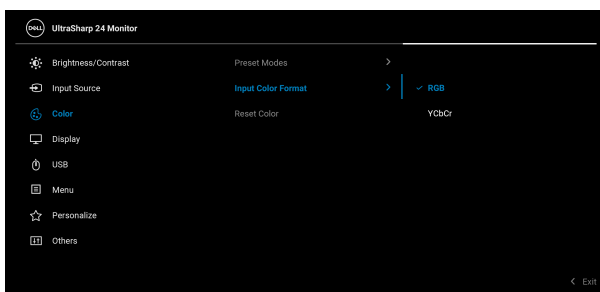 DELL UltraSharp 24 Monitor
Brightness/Contrast Preset Modes >
Input Source Input Color Format > ✓ RGB
Color Reset Color YCbCr
Display
USB
Menu
Personalize
Others
< Exit